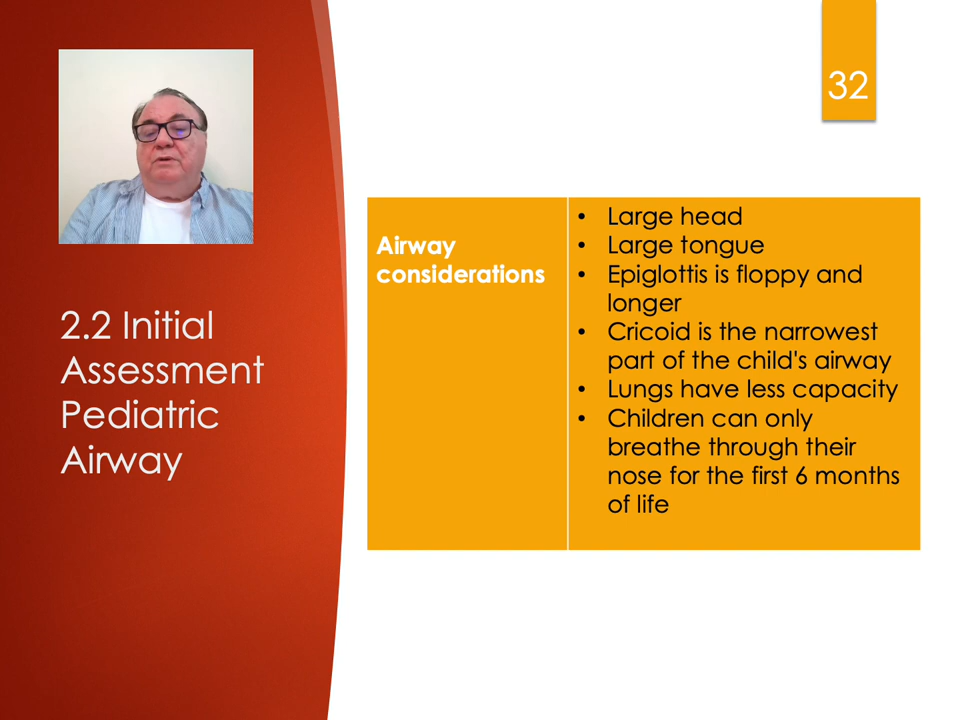 32
2.2 Initial
Assessment
Pediatric
Airway
Airway
considerations
• Large head
• Large tongue
• Epiglottis is floppy and
longer
• Cricoid is the narrowest
part of the child's airway
• Lungs have less capacity
• Children can only
breathe through their
nose for the first 6 months
of life